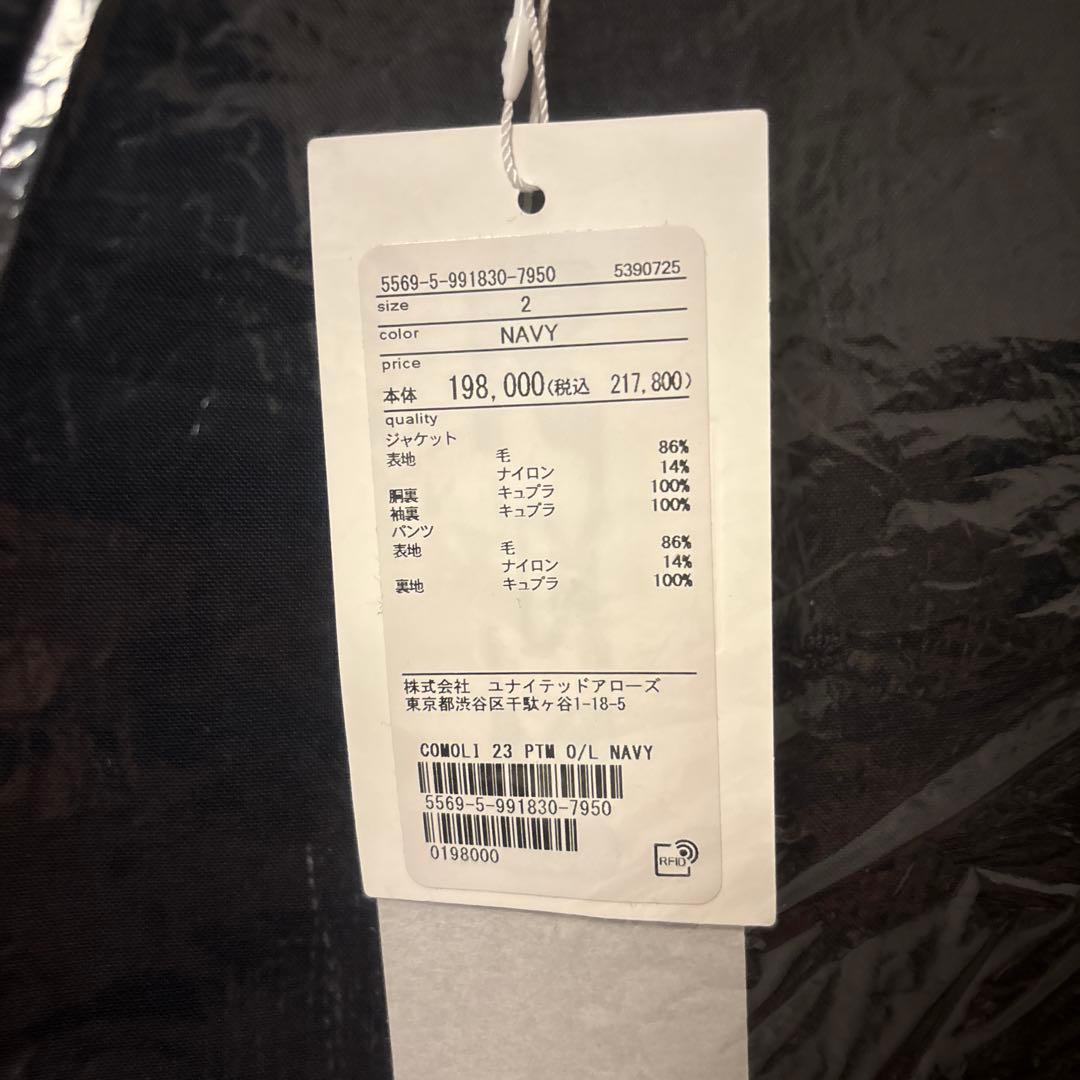 5569-5-991830-7950 5390725
size 2
color NAVY
price
本体 198,000(税込 217,800)
quality
ジャケット
表地 毛 86%
ナイロン 14%
胴裏 キュプラ 100%
袖裏 キュプラ 100%
パンツ
表地 毛 86%
ナイロン 14%
裏地 キュプラ 100%
株式会社 ユナイテッドアローズ
東京都渋谷区千駄ヶ谷1-18-5
COMOLI 23 PTM O/L NAVY
5569-5-991830-7950
0198000
RFID